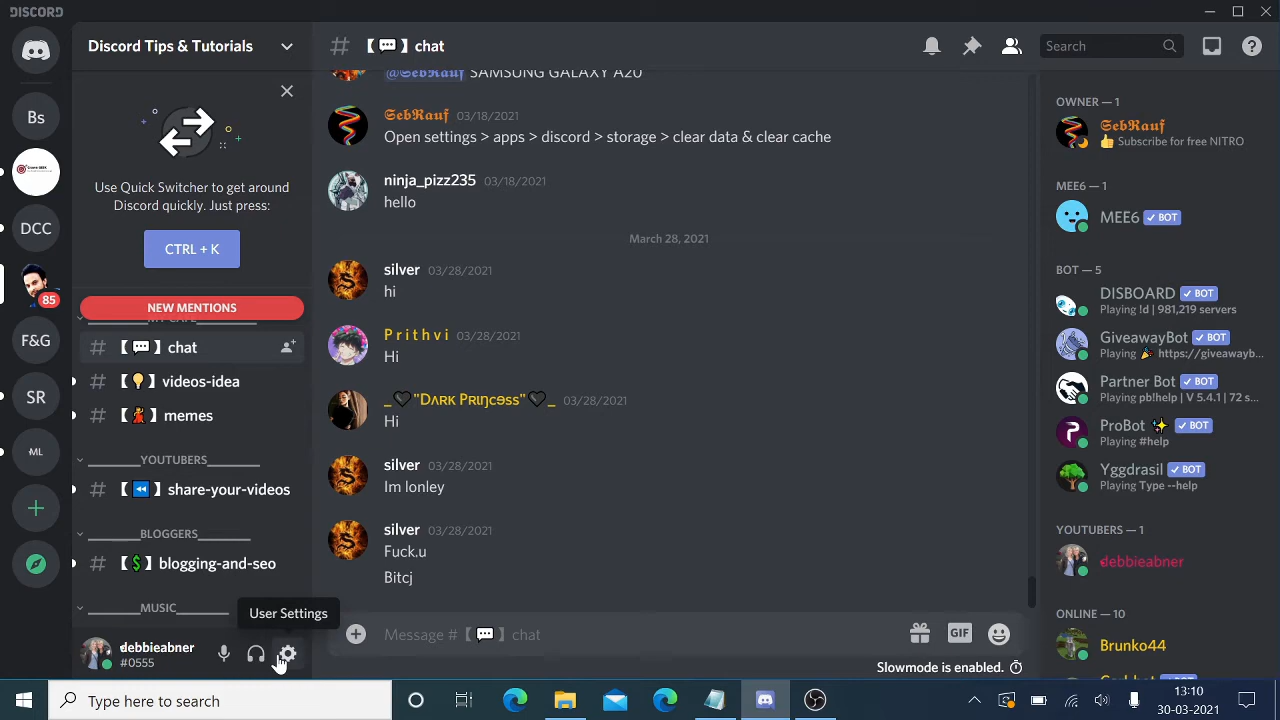 DISCORD
Discord Tips & Tutorials
【💬】chat
Search
Bs
DCC
85
F&G
SR
ML
Use Quick Switcher to get around
Discord quickly. Just press:
CTRL + K
NEW MENTIONS
【💬】 chat
【💡】 videos-idea
【💃】 memes
______YOUTUBERS______
【⏪】 share-your-videos
______BLOGGERS______
【💲】 blogging-and-seo
______MUSIC______
User Settings
debbieabner
#0555
@𝕾𝖊𝖇𝕽𝖆𝖚𝖋 SAMSUNG GALAXY A20
𝕾𝖊𝖇𝕽𝖆𝖚𝖋 03/18/2021
Open settings > apps > discord > storage > clear data & clear cache
ninja_pizz235 03/18/2021
hello
March 28, 2021
silver 03/28/2021
hi
P r i t h v i 03/28/2021
Hi
_🖤"Dᴧʀᴋ Pʀɩŋcɘss"🖤_ 03/28/2021
Hi
silver 03/28/2021
Im lonley
silver 03/28/2021
Fuck.u
Bitcj
Message #【💬】chat
GIF
Slowmode is enabled.
OWNER — 1
𝕾𝖊𝖇𝕽𝖆𝖚𝖋
👍 Subscribe for free NITRO
MEE6 — 1
MEE6 ✓ BOT
BOT — 5
DISBOARD ✓ BOT
Playing !d | 981,219 servers
GiveawayBot ✓ BOT
Playing 🎉 https://giveawayb...
Partner Bot ✓ BOT
Playing pb!help | V 5.4.1 | 72 s...
ProBot ✨ ✓ BOT
Playing #help
Yggdrasil ✓ BOT
Playing Type --help
YOUTUBERS — 1
debbieabner
ONLINE — 10
Brunko44
Type here to search
13:10
30-03-2021